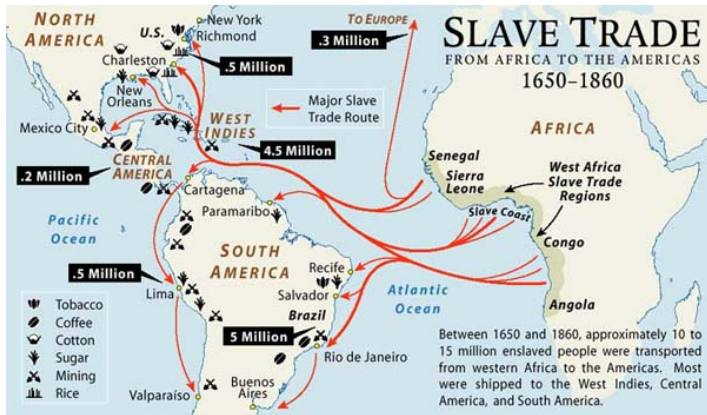 NORTH
AMERICA
U.S.
New York
Richmond
Charleston
New
Orleans
.5 Million
TO EUROPE
.3 Million
SLAVE TRADE
FROM AFRICA TO THE AMERICAS
1650-1860
Major Slave
Trade Route
WEST
INDIES
4.5 Million
Mexico City
CENTRAL
AMERICA
.2 Million
AFRICA
Senegal
Sierra
Leone
West Africa
Slave Trade
Regions
Slave Coast
Congo
Angola
Cartagena
Paramaribo
Pacific
Ocean
SOUTH
AMERICA
Recife
Salvador
Brazil
Atlantic
Ocean
.5 Million
Lima
5 Million
Rio de Janeiro
Valparaíso
Buenos
Aires
Tobacco
Coffee
Cotton
Sugar
Mining
Rice
Between 1650 and 1860, approximately 10 to
15 million enslaved people were transported
from western Africa to the Americas. Most
were shipped to the West Indies, Central
America, and South America.